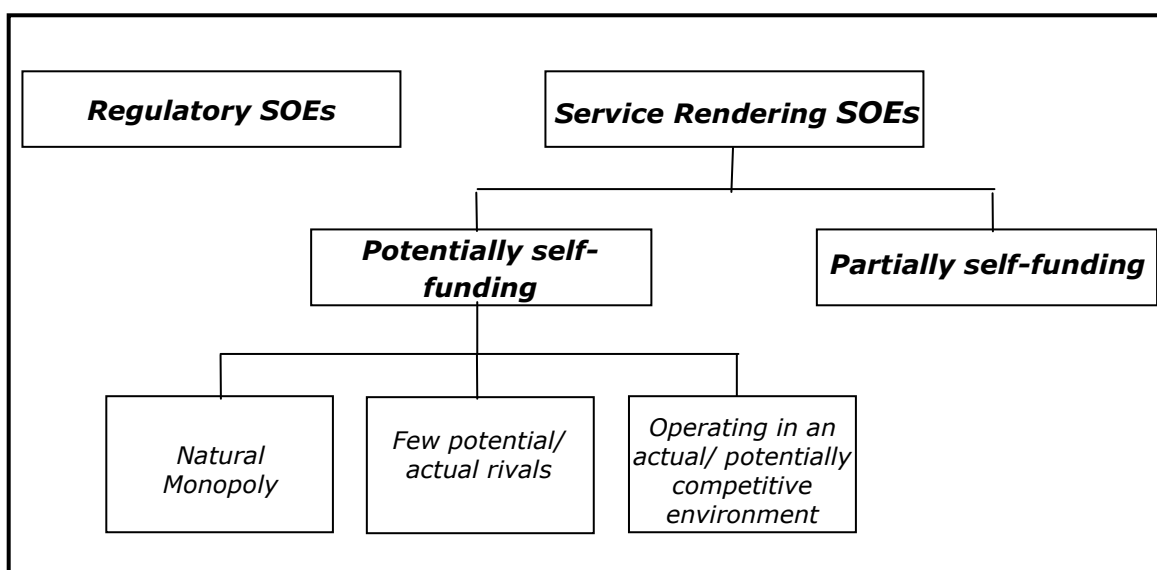 Regulatory SOEs
Service Rendering SOEs
Potentially self-
funding
Partially self-funding
Natural
Monopoly
Few potential/
actual rivals
Operating in an
actual/ potentially
competitive
environment